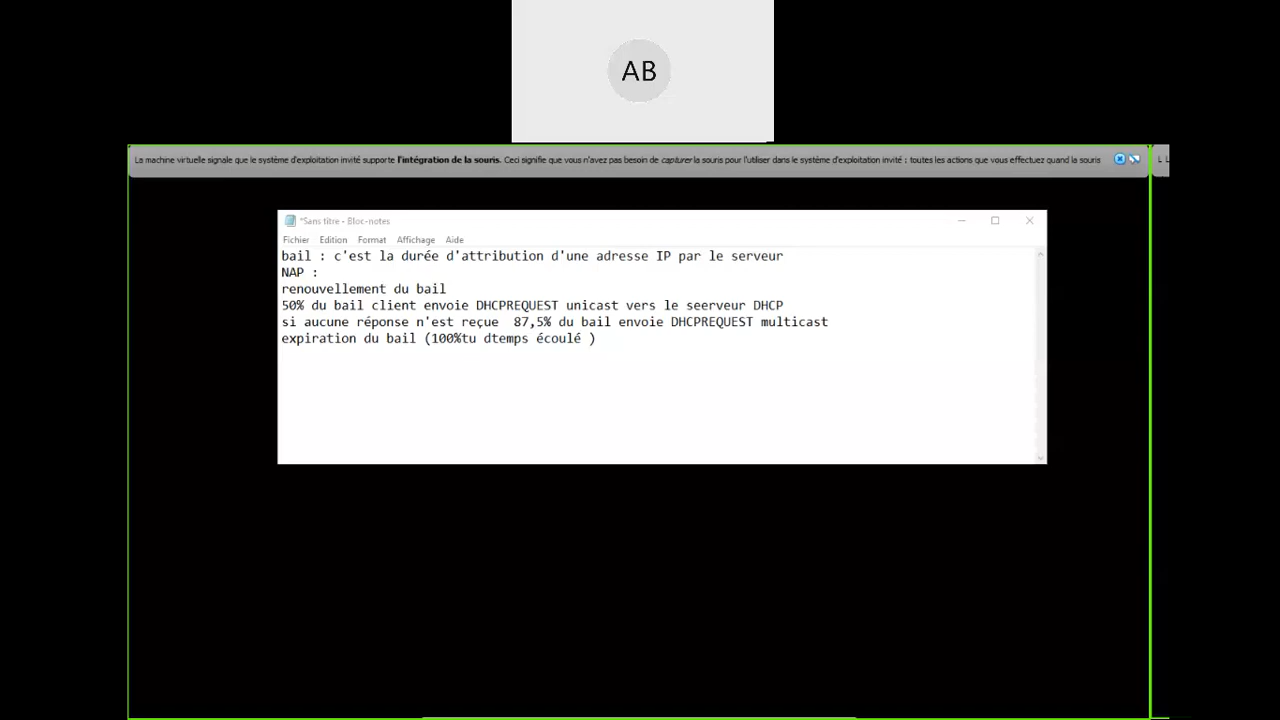 AB
La machine virtuelle signale que le système d'exploitation invité supporte l'intégration de la souris. Ceci signifie que vous n'avez pas besoin de capturer la souris pour l'utiliser dans le système d'exploitation invité ; toutes les actions que vous effectuez quand la souris
*Sans titre - Bloc-notes
Fichier Edition Format Affichage Aide
bail : c'est la durée d'attribution d'une adresse IP par le serveur
NAP :
renouvellement du bail
50% du bail client envoie DHCPREQUEST unicast vers le seerveur DHCP
si aucune réponse n'est reçue 87,5% du bail envoie DHCPREQUEST multicast
expiration du bail (100%tu dtemps écoulé )